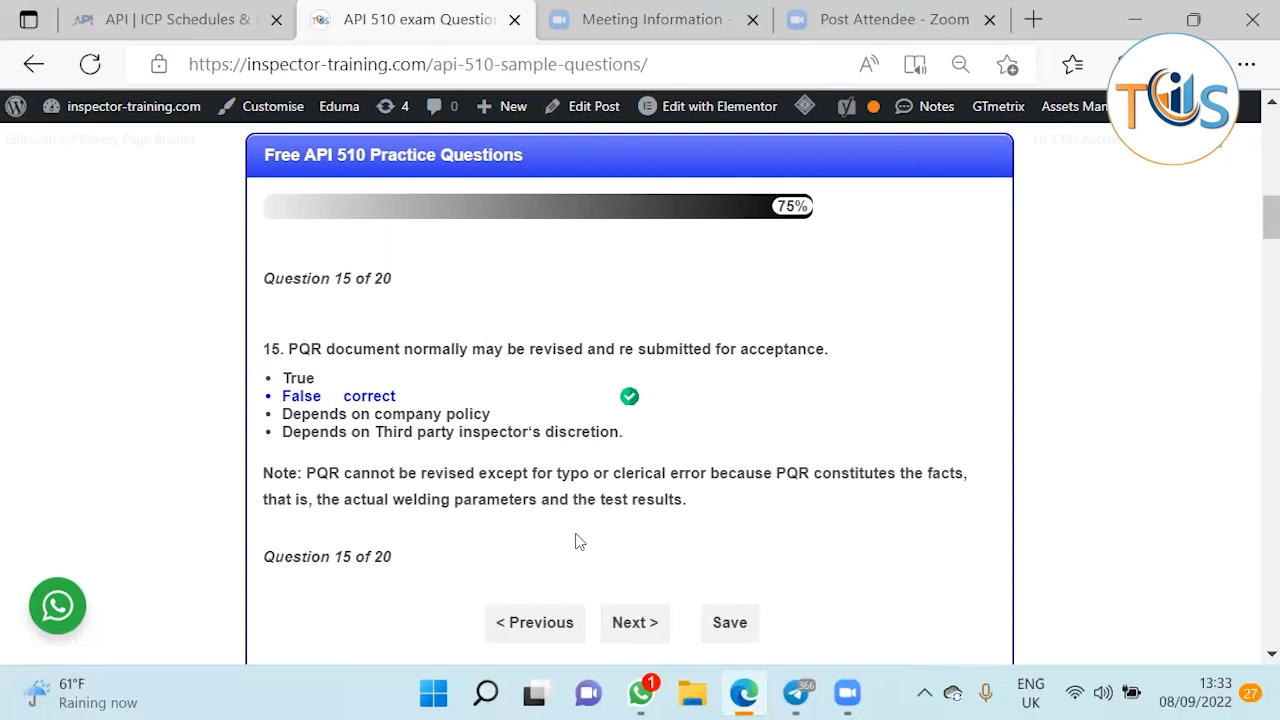 API | ICP Schedules &
API 510 exam Questio
Meeting Information -
Post Attendee - Zoom
https://inspector-training.com/api-510-sample-questions/
inspector-training.com
Customise
Eduma
4
0
New
Edit Post
Edit with Elementor
Notes
GTmetrix
Assets Man
TCIS
Free API 510 Practice Questions
75%
Question 15 of 20
15. PQR document normally may be revised and re submitted for acceptance.
• True
• False correct
• Depends on company policy
• Depends on Third party inspector‘s discretion.
Note: PQR cannot be revised except for typo or clerical error because PQR constitutes the facts,
that is, the actual welding parameters and the test results.
Question 15 of 20
< Previous
Next >
Save
61°F
Raining now
1
366
ENG
UK
13:33
08/09/2022
27